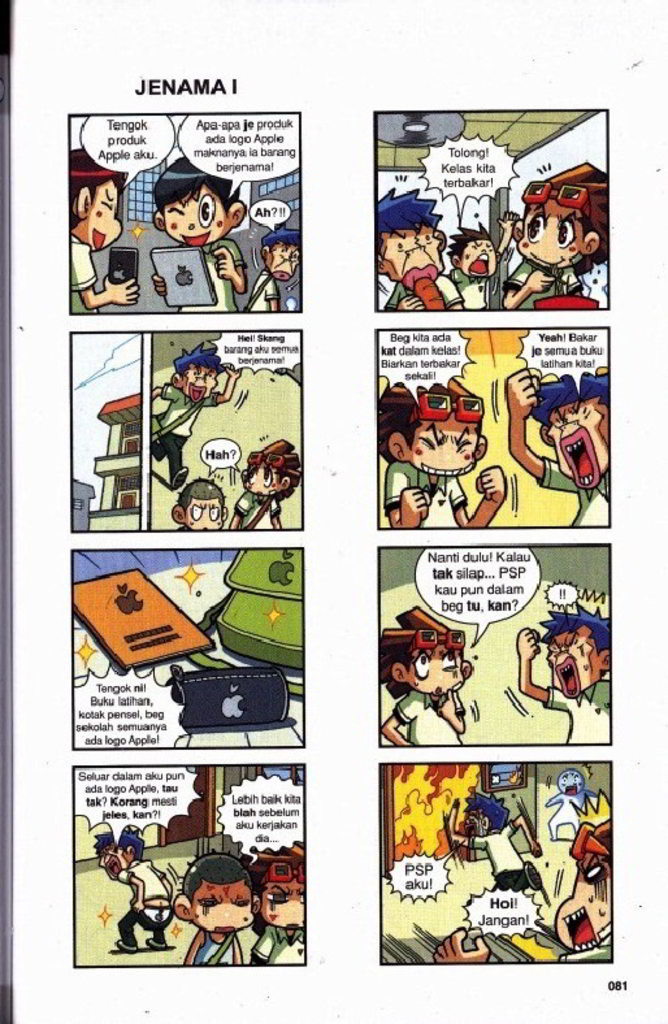 JENAMA I
Tengok
produk
Apple aku.
Apa-apa je produk
ada logo Apple
maknanya ia barang
berjenama!
Ah?!!
Hei! Skang
barang aku semua
berjenama!
Hah?
Tengok ni!
Buku latihan,
kotak pensel, beg
sekolah semuanya
ada logo Apple!
Seluar dalam aku pun
ada logo Apple, tau
tak? Korang mesti
jeles, kan?!
Lebih baik kita
blah sebelum
aku kerjakan
dia...
Tolong!
Kelas kita
terbakar!
Beg kita ada
kat dalam kelas!
Biarkan terbakar
sekali!
Yeah! Bakar
je semua buku
latihan kita!
Nanti dulu! Kalau
tak silap... PSP
kau pun dalam
beg tu, kan?
!!
PSP
aku!
Hoi!
Jangan!
081